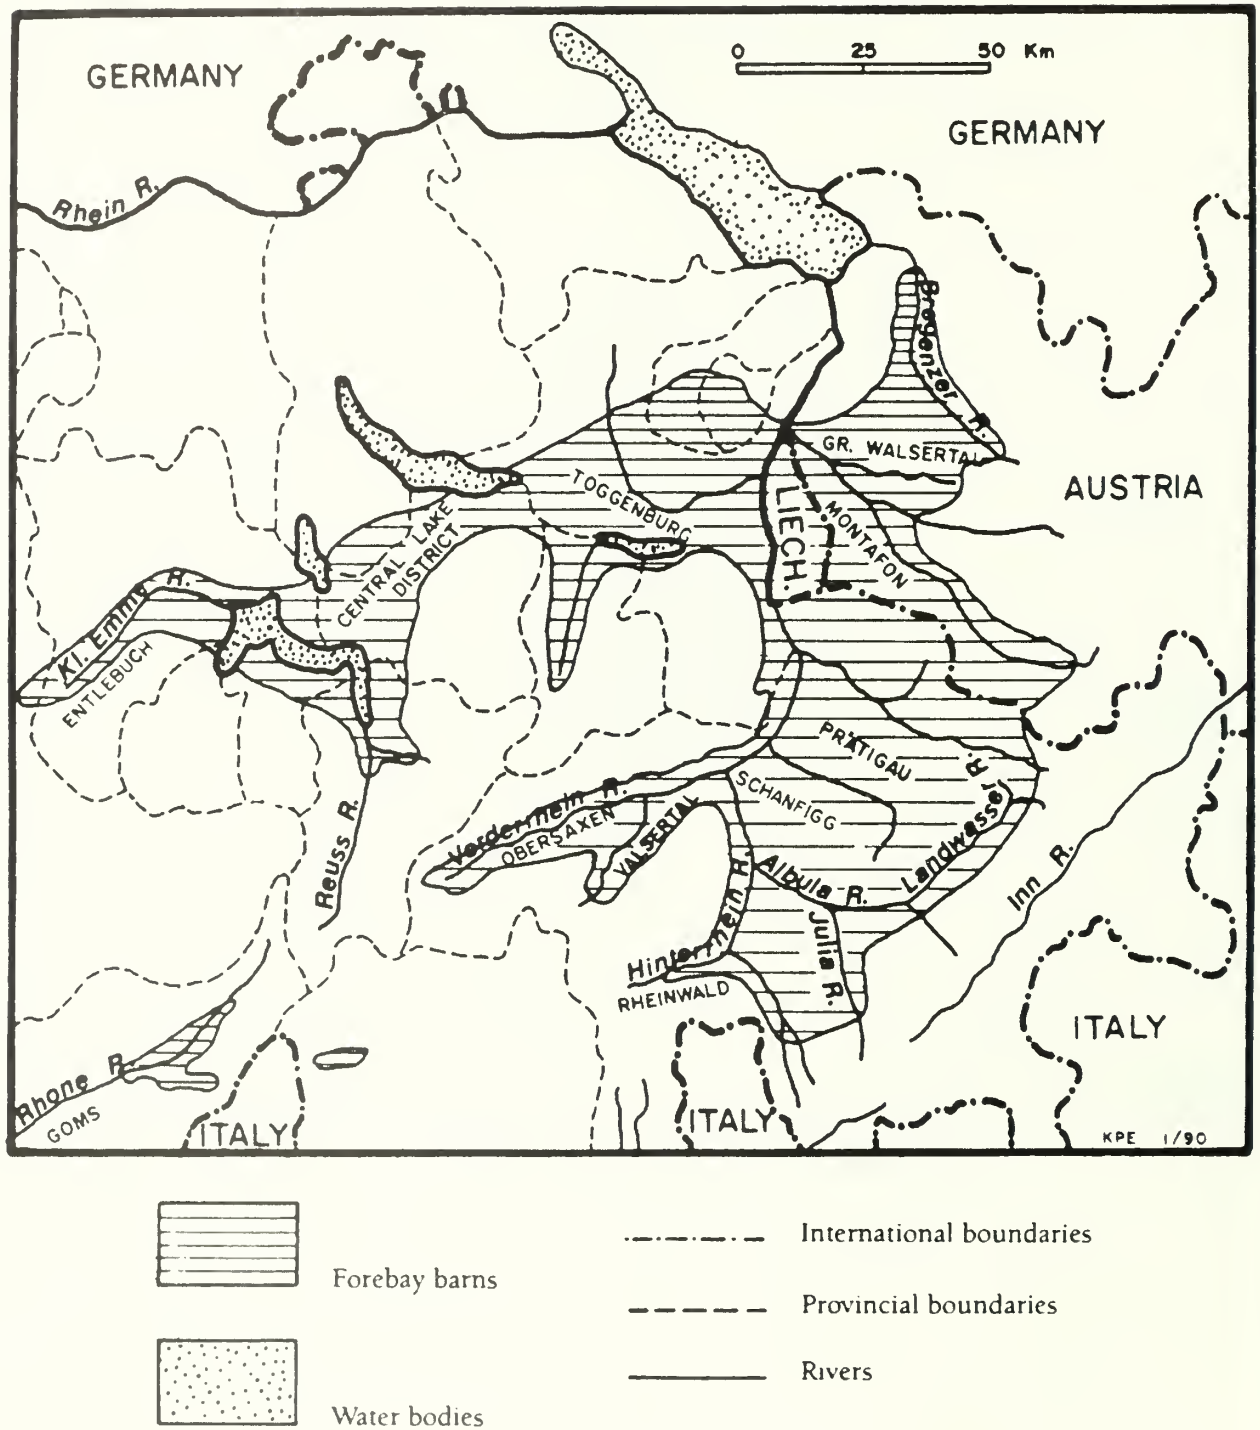 0 25 50 Km
GERMANY
GERMANY
Rhein R.
Bregenzer R.
GR. WALSERTAL
AUSTRIA
TOGGENBURG
LIECH.
MONTAFON
CENTRAL LAKE
DISTRICT
Kl. Emme R.
ENTLEBUCH
PRÄTIGAU
SCHANFIGG
Landwasser R.
Vorderrhein R.
OBERSAXEN
VALSERTAL
Reuss R.
Albula R.
Inn R.
Julia R.
Hinterrhein R.
RHEINWALD
ITALY
Rhone R.
GOMS
ITALY
ITALY
KPE 1/90
Forebay barns
Water bodies
International boundaries
Provincial boundaries
Rivers